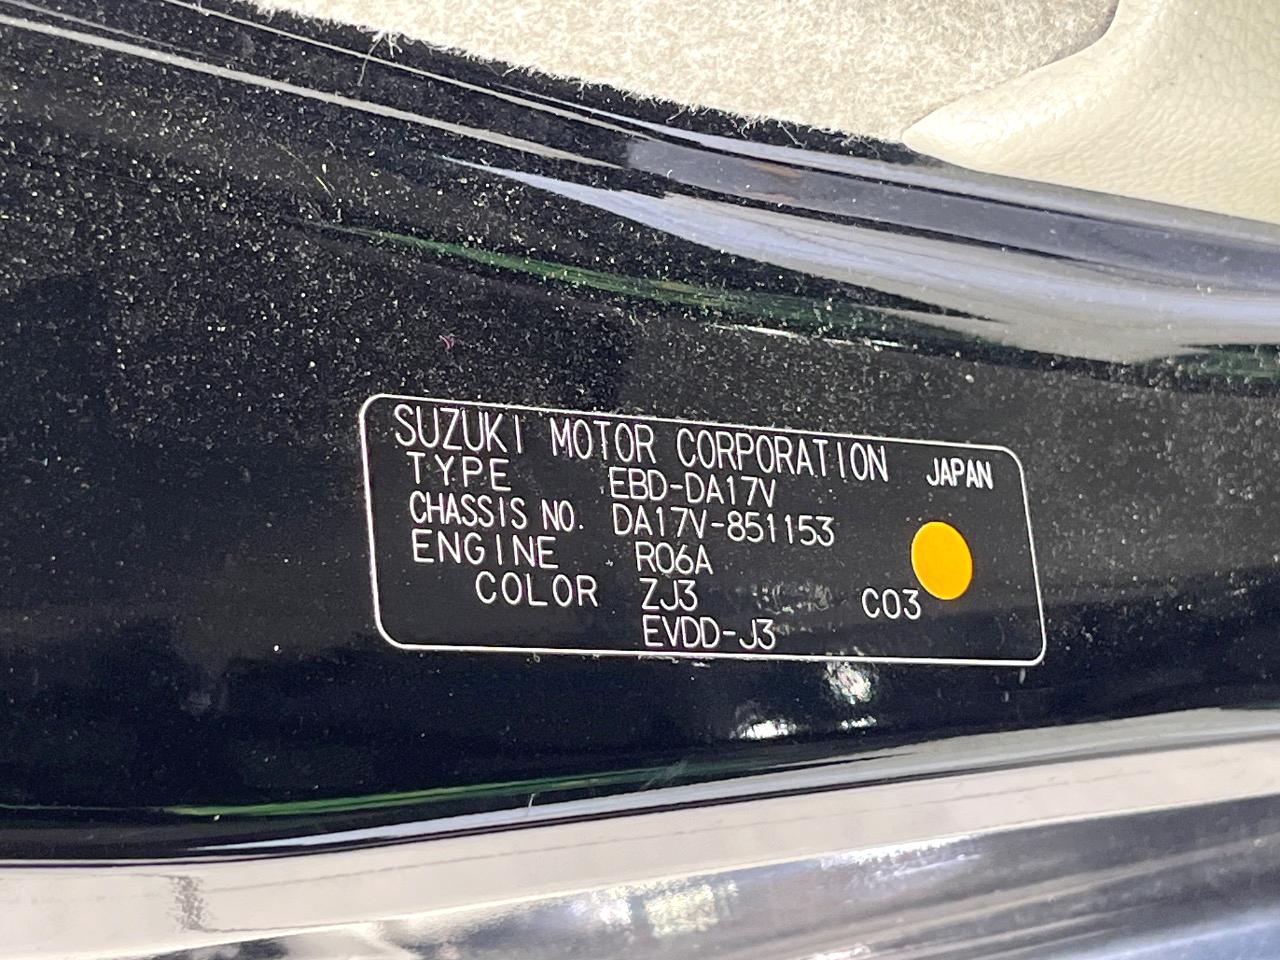 SUZUKI MOTOR CORPORATION JAPAN
TYPE EBD-DA17V
CHASSIS NO. DA17V-851153
ENGINE R06A
COLOR ZJ3 C03
EVDD-J3